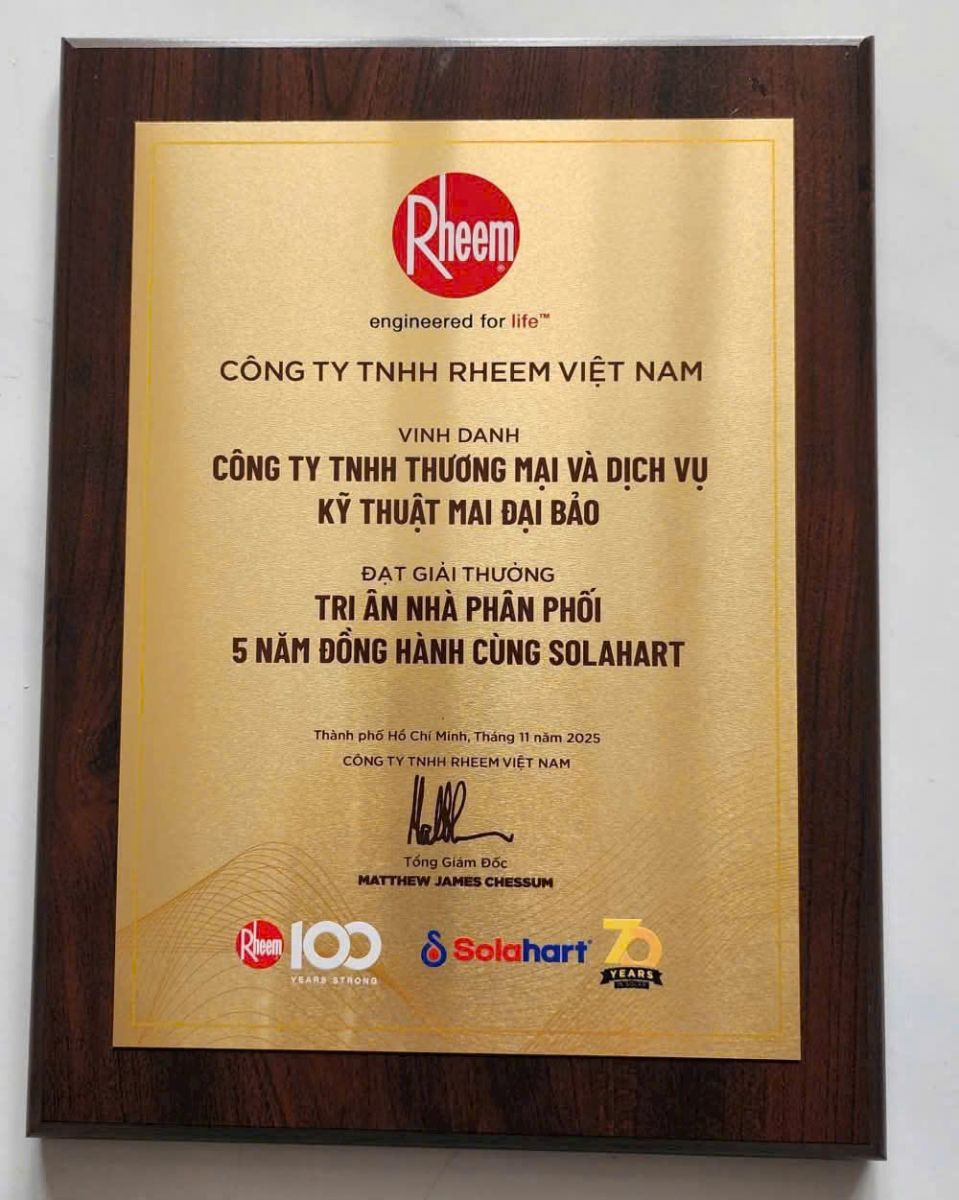 Rheem
engineered for life™
CÔNG TY TNHH RHEEM VIỆT NAM
VINH DANH
CÔNG TY TNHH THƯƠNG MẠI VÀ DỊCH VỤ
KỸ THUẬT MAI ĐẠI BẢO
ĐẠT GIẢI THƯỞNG
TRI ÂN NHÀ PHÂN PHỐI
5 NĂM ĐỒNG HÀNH CÙNG SOLAHART
Thành phố Hồ Chí Minh, Tháng 11 năm 2025
CÔNG TY TNHH RHEEM VIỆT NAM
Tổng Giám Đốc
MATTHEW JAMES CHESSUM
Rheem 100
YEARS STRONG
Solahart
70
YEARS